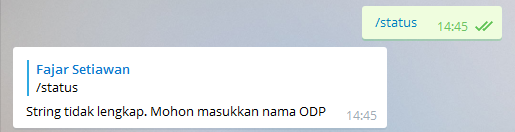 /status
14:45
Fajar Setiawan
/status
String tidak lengkap. Mohon masukkan nama ODP
14:45